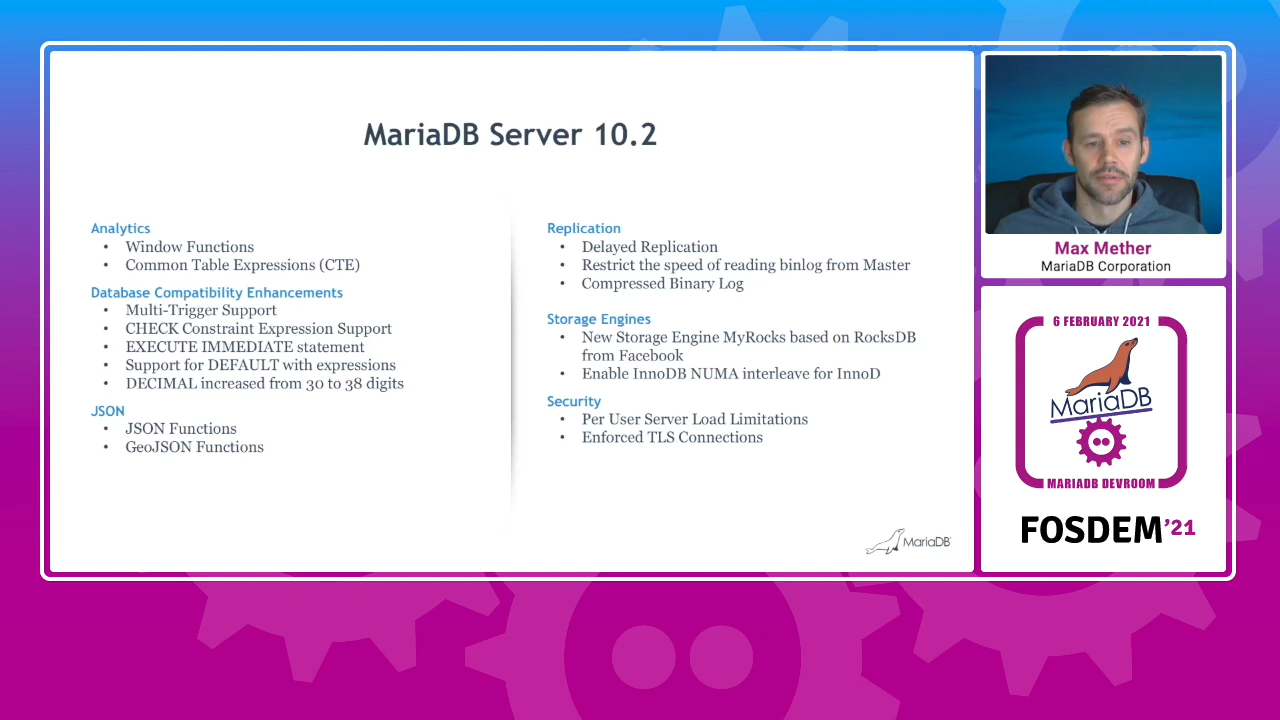 MariaDB Server 10.2
Analytics
• Window Functions
• Common Table Expressions (CTE)
Database Compatibility Enhancements
• Multi-Trigger Support
• CHECK Constraint Expression Support
• EXECUTE IMMEDIATE statement
• Support for DEFAULT with expressions
• DECIMAL increased from 30 to 38 digits
JSON
• JSON Functions
• GeoJSON Functions
Replication
• Delayed Replication
• Restrict the speed of reading binlog from Master
• Compressed Binary Log
Storage Engines
• New Storage Engine MyRocks based on RocksDB
from Facebook
• Enable InnoDB NUMA interleave for InnoD
Security
• Per User Server Load Limitations
• Enforced TLS Connections
MariaDB
Max Mether
MariaDB Corporation
6 FEBRUARY 2021
MariaDB
MARIADB DEVROOM
FOSDEM'21